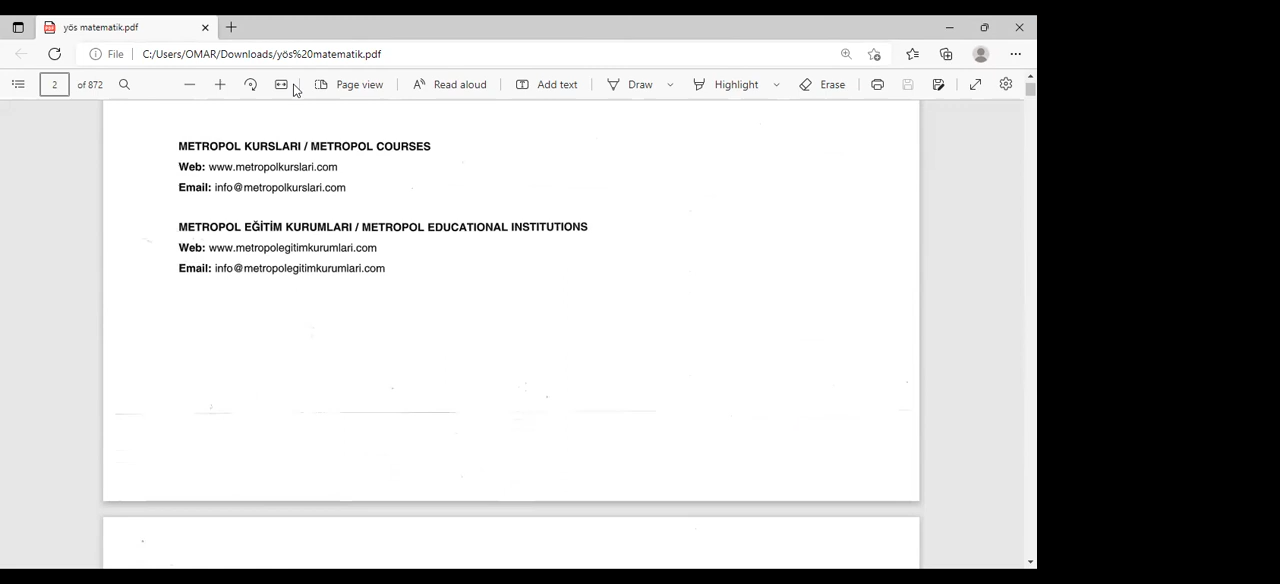 yös matematik.pdf
File
C:/Users/OMAR/Downloads/yös%20matematik.pdf
2 of 872
Page view
Read aloud
Add text
Draw
Highlight
Erase
METROPOL KURSLARI / METROPOL COURSES
Web: www.metropolkurslari.com
Email: info@metropolkurslari.com
METROPOL EĞİTİM KURUMLARI / METROPOL EDUCATIONAL INSTITUTIONS
Web: www.metropolegitimkurumlari.com
Email: info@metropolegitimkurumlari.com